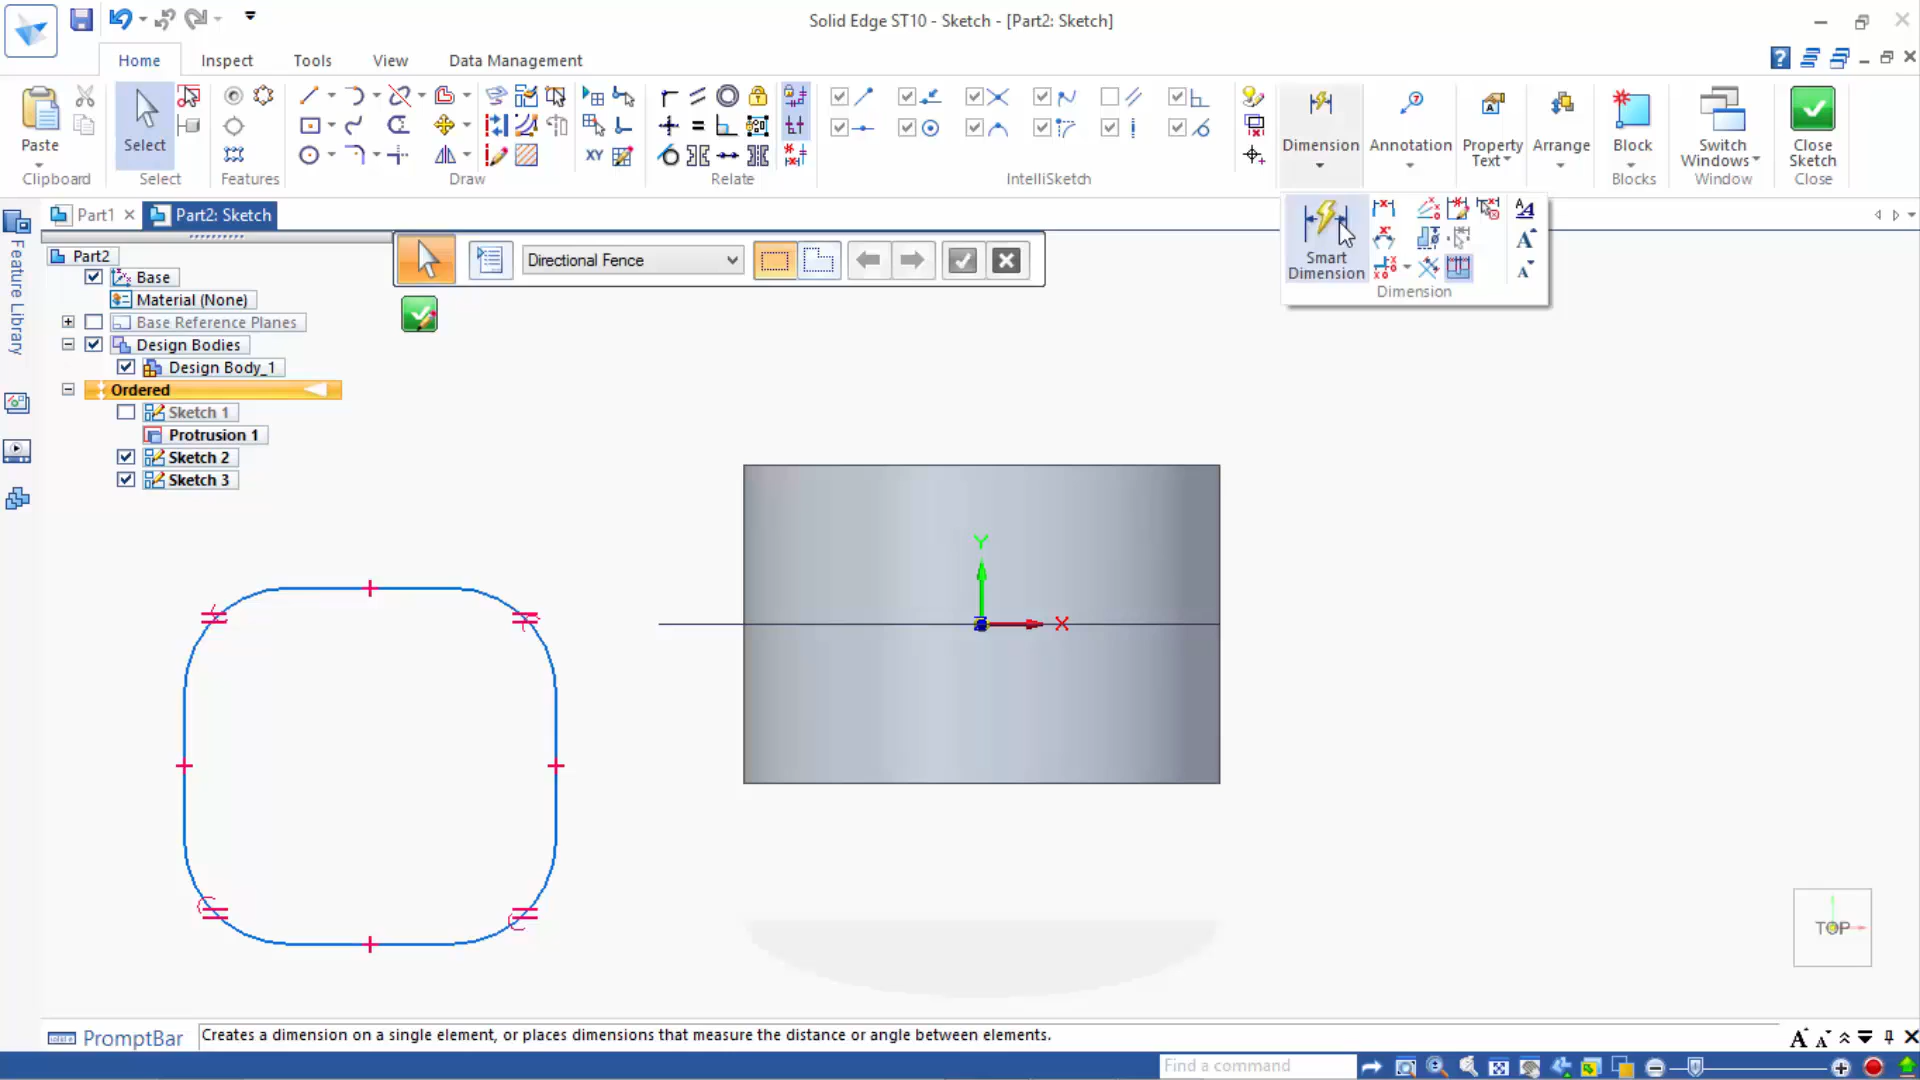 Solid Edge ST10 - Sketch - [Part2: Sketch]
Home Inspect Tools View Data Management
Paste
Clipboard
Select
Select
Features
Draw
XY
Relate
IntelliSketch
Dimension
Annotation
Property Text
Arrange
Block
Blocks
Switch Windows
Window
Close Sketch
Close
Part1
Part2: Sketch
Smart Dimension
Dimension
Feature Library
Part2
Base
Material (None)
Base Reference Planes
Design Bodies
Design Body_1
Ordered
Sketch 1
Protrusion 1
Sketch 2
Sketch 3
Directional Fence
Y
X
TOP
PromptBar
Creates a dimension on a single element, or places dimensions that measure the distance or angle between elements.
Find a command